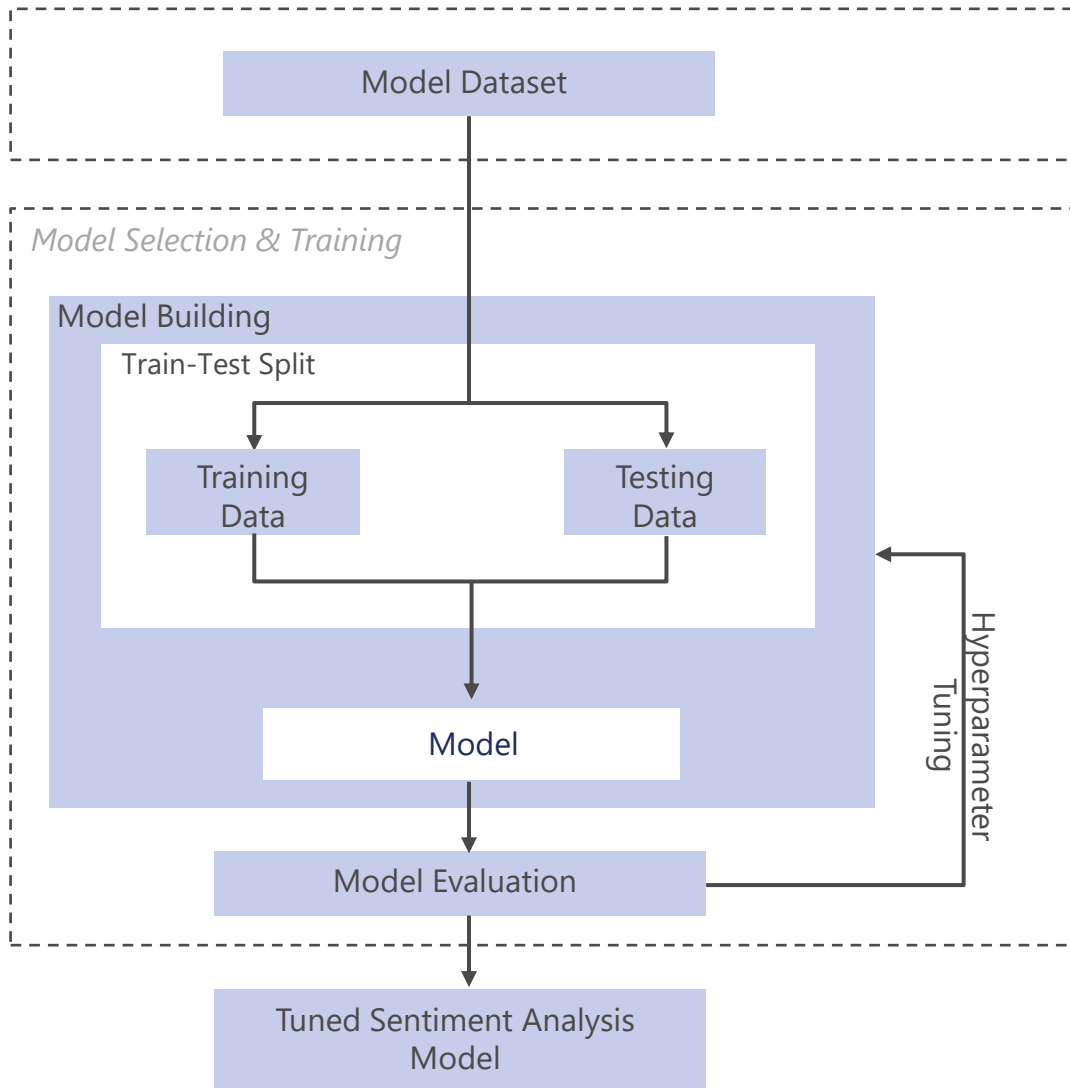 Model Dataset
Model Selection & Training
Model Building
Train-Test Split
Training
Data
Testing
Data
Model
Hyperparameter
Tuning
Model Evaluation
Tuned Sentiment Analysis
Model